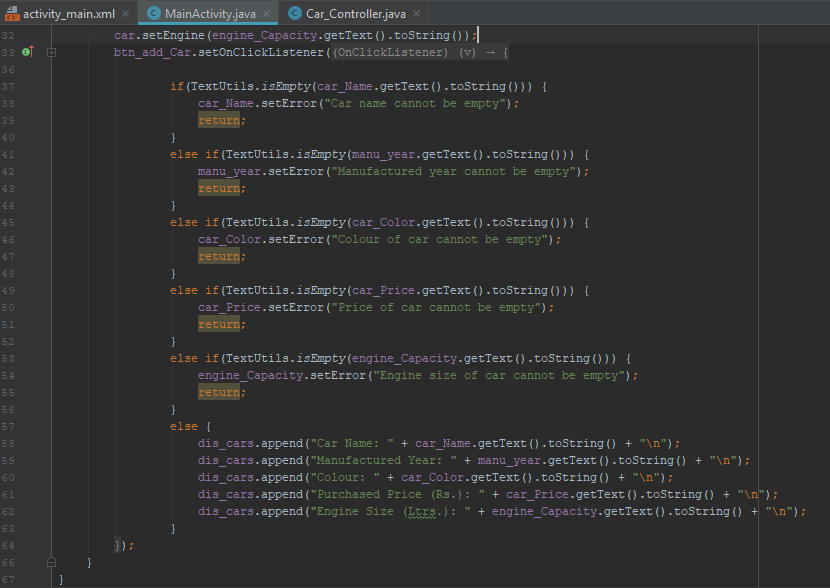 activity_main.xml × MainActivity.java × Car_Controller.java ×
32 car.setEngine(engine_Capacity.getText().toString());
33 btn_add_Car.setOnClickListener((OnClickListener) (v) → {
36
37 if(TextUtils.isEmpty(car_Name.getText().toString())) {
38 car_Name.setError("Car name cannot be empty");
39 return;
40 }
41 else if(TextUtils.isEmpty(manu_year.getText().toString())) {
42 manu_year.setError("Manufactured year cannot be empty");
43 return;
44 }
45 else if(TextUtils.isEmpty(car_Color.getText().toString())) {
46 car_Color.setError("Colour of car cannot be empty");
47 return;
48 }
49 else if(TextUtils.isEmpty(car_Price.getText().toString())) {
50 car_Price.setError("Price of car cannot be empty");
51 return;
52 }
53 else if(TextUtils.isEmpty(engine_Capacity.getText().toString())) {
54 engine_Capacity.setError("Engine size of car cannot be empty");
55 return;
56 }
57 else {
58 dis_cars.append("Car Name: " + car_Name.getText().toString() + "\n");
59 dis_cars.append("Manufactured Year: " + manu_year.getText().toString() + "\n");
60 dis_cars.append("Colour: " + car_Color.getText().toString() + "\n");
61 dis_cars.append("Purchased Price (Rs.): " + car_Price.getText().toString() + "\n");
62 dis_cars.append("Engine Size (Ltrs.): " + engine_Capacity.getText().toString() + "\n");
63 }
64 });
66 }
67 }